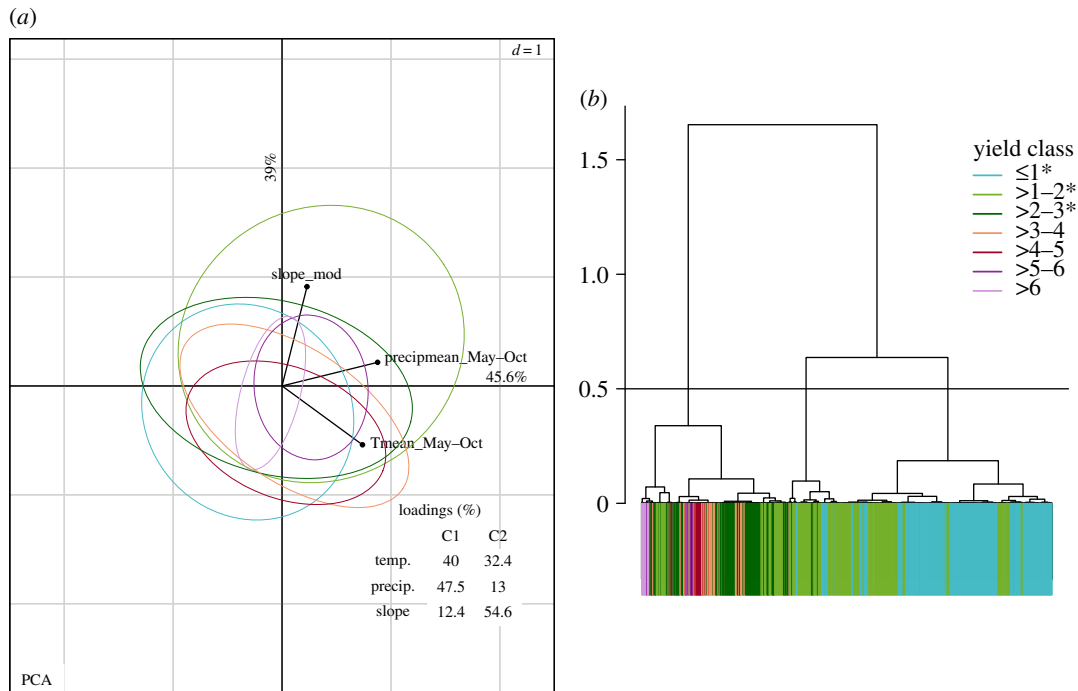 (a)
d = 1
39%
slope_mod
precipmean_May–Oct
45.6%
Tmean_May–Oct
loadings (%)
C1 C2
temp. 40 32.4
precip. 47.5 13
slope 12.4 54.6
PCA
(b)
1.5
1.0
0.5
0
yield class
≤1*
>1–2*
>2–3*
>3–4
>4–5
>5–6
>6